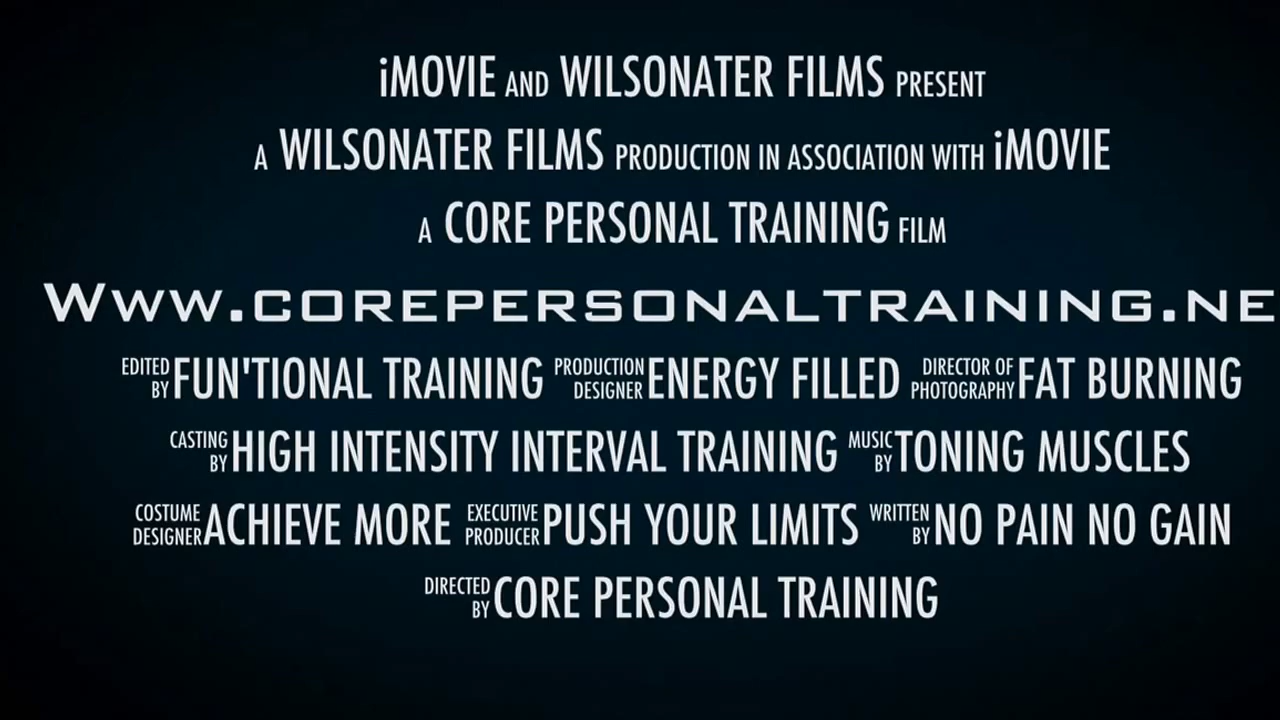 iMOVIE AND WILSONATER FILMS PRESENT
A WILSONATER FILMS PRODUCTION IN ASSOCIATION WITH iMOVIE
A CORE PERSONAL TRAINING FILM
WWW.COREPERSONALTRAINING.NE
EDITED BY FUN'TIONAL TRAINING PRODUCTION DESIGNER ENERGY FILLED DIRECTOR OF PHOTOGRAPHY FAT BURNING
CASTING BY HIGH INTENSITY INTERVAL TRAINING MUSIC BY TONING MUSCLES
COSTUME DESIGNER ACHIEVE MORE EXECUTIVE PRODUCER PUSH YOUR LIMITS WRITTEN BY NO PAIN NO GAIN
DIRECTED BY CORE PERSONAL TRAINING